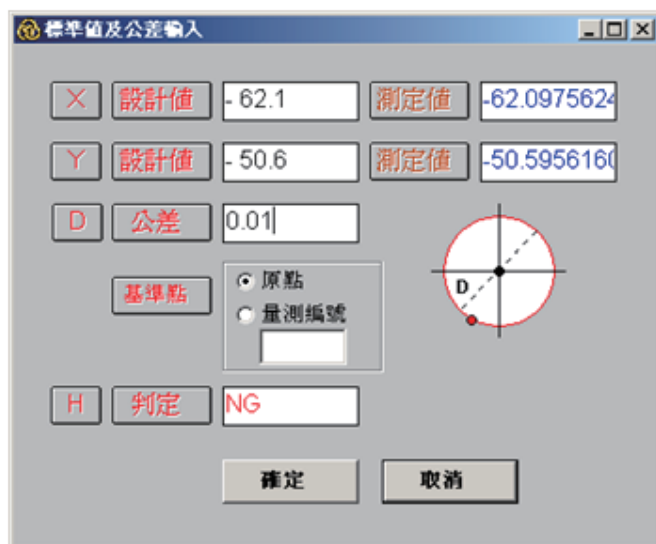 標準值及公差輸入
X 設計值 - 62.1 測定值 -62.0975624
Y 設計值 - 50.6 測定值 -50.5956160
D 公差 0.01
基準點 原點
量測編號
D
H 判定 NG
確定 取消